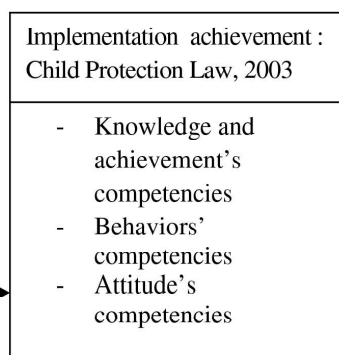 Implementation achievement :
Child Protection Law, 2003
- Knowledge and
achievement’s
competencies
- Behaviors’
competencies
- Attitude’s
competencies